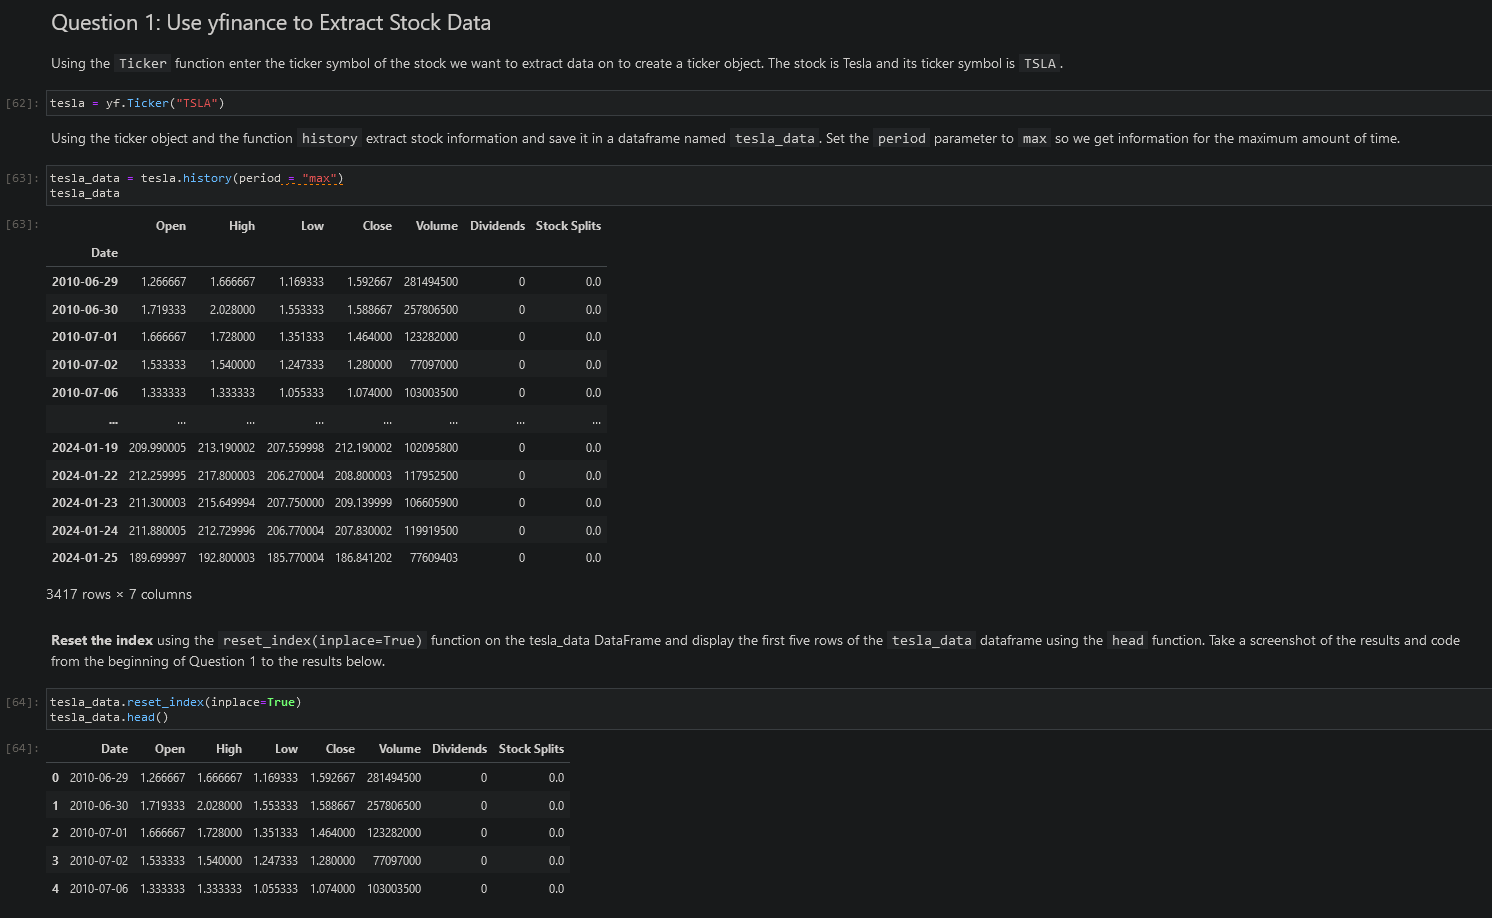 Question 1: Use yfinance to Extract Stock Data
Using the Ticker function enter the ticker symbol of the stock we want to extract data on to create a ticker object. The stock is Tesla and its ticker symbol is TSLA.
[62]: tesla = yf.Ticker("TSLA")
Using the ticker object and the function history extract stock information and save it in a dataframe named tesla_data. Set the period parameter to max so we get information for the maximum amount of time.
[63]: tesla_data = tesla.history(period = "max")
tesla_data
[63]: Open High Low Close Volume Dividends Stock Splits
Date
2010-06-29 1.266667 1.666667 1.169333 1.592667 281494500 0 0.0
2010-06-30 1.719333 2.028000 1.553333 1.588667 257806500 0 0.0
2010-07-01 1.666667 1.728000 1.351333 1.464000 123282000 0 0.0
2010-07-02 1.533333 1.540000 1.247333 1.280000 77097000 0 0.0
2010-07-06 1.333333 1.333333 1.055333 1.074000 103003500 0 0.0
... ... ... ... ... ... ... ...
2024-01-19 209.990005 213.190002 207.559998 212.190002 102095800 0 0.0
2024-01-22 212.259995 217.800003 206.270004 208.800003 117952500 0 0.0
2024-01-23 211.300003 215.649994 207.750000 209.139999 106605900 0 0.0
2024-01-24 211.880005 212.729996 206.770004 207.830002 119919500 0 0.0
2024-01-25 189.699997 192.800003 185.770004 186.841202 77609403 0 0.0
3417 rows × 7 columns
Reset the index using the reset_index(inplace=True) function on the tesla_data DataFrame and display the first five rows of the tesla_data dataframe using the head function. Take a screenshot of the results and code
from the beginning of Question 1 to the results below.
[64]: tesla_data.reset_index(inplace=True)
tesla_data.head()
[64]: Date Open High Low Close Volume Dividends Stock Splits
0 2010-06-29 1.266667 1.666667 1.169333 1.592667 281494500 0 0.0
1 2010-06-30 1.719333 2.028000 1.553333 1.588667 257806500 0 0.0
2 2010-07-01 1.666667 1.728000 1.351333 1.464000 123282000 0 0.0
3 2010-07-02 1.533333 1.540000 1.247333 1.280000 77097000 0 0.0
4 2010-07-06 1.333333 1.333333 1.055333 1.074000 103003500 0 0.0